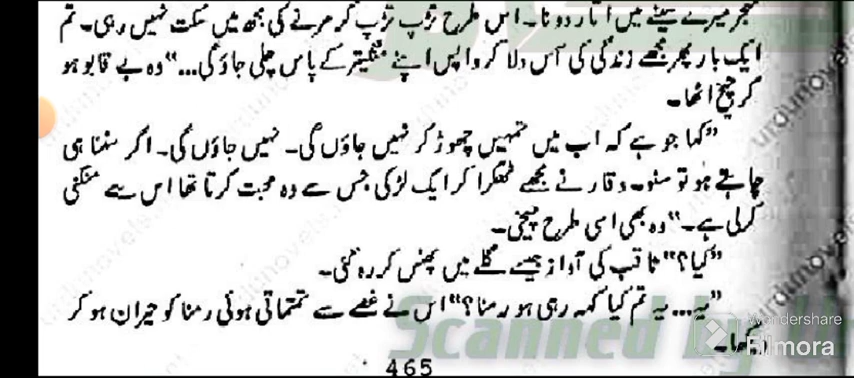 خنجر میرے سینے میں اتار دو نا۔ اس طرح تڑپ تڑپ کر مرنے کی مجھ میں سکت نہیں رہی۔ تم
ایک بار پھر مجھے زندگی کی آس دلا کر واپس اپنے منگیتر کے پاس چلی جاؤ گی...“ وہ بے قابو ہو
کر چیخ اٹھا۔
”کہا جو ہے کہ اب میں تمہیں چھوڑ کر نہیں جاؤں گی۔ نہیں جاؤں گی۔ اگر سننا ہی
چاہتے ہو تو سنو۔ وقار نے مجھے ٹھکرا کر ایک لڑکی جس سے وہ محبت کرتا تھا اس سے منگنی
کرلی ہے۔“ وہ بھی اسی طرح چیخی۔
”کیا؟“ ثاقب کی آواز جیسے گلے میں پھنس کر رہ گئی۔
”یہ... یہ تم کیا کہہ رہی ہو رمنا؟“ اس نے غصے سے تمتماتی ہوئی رمنا کو حیران ہو کر
دیکھا۔
465
Scanned By
Wondershare
Filmora
urdunovels